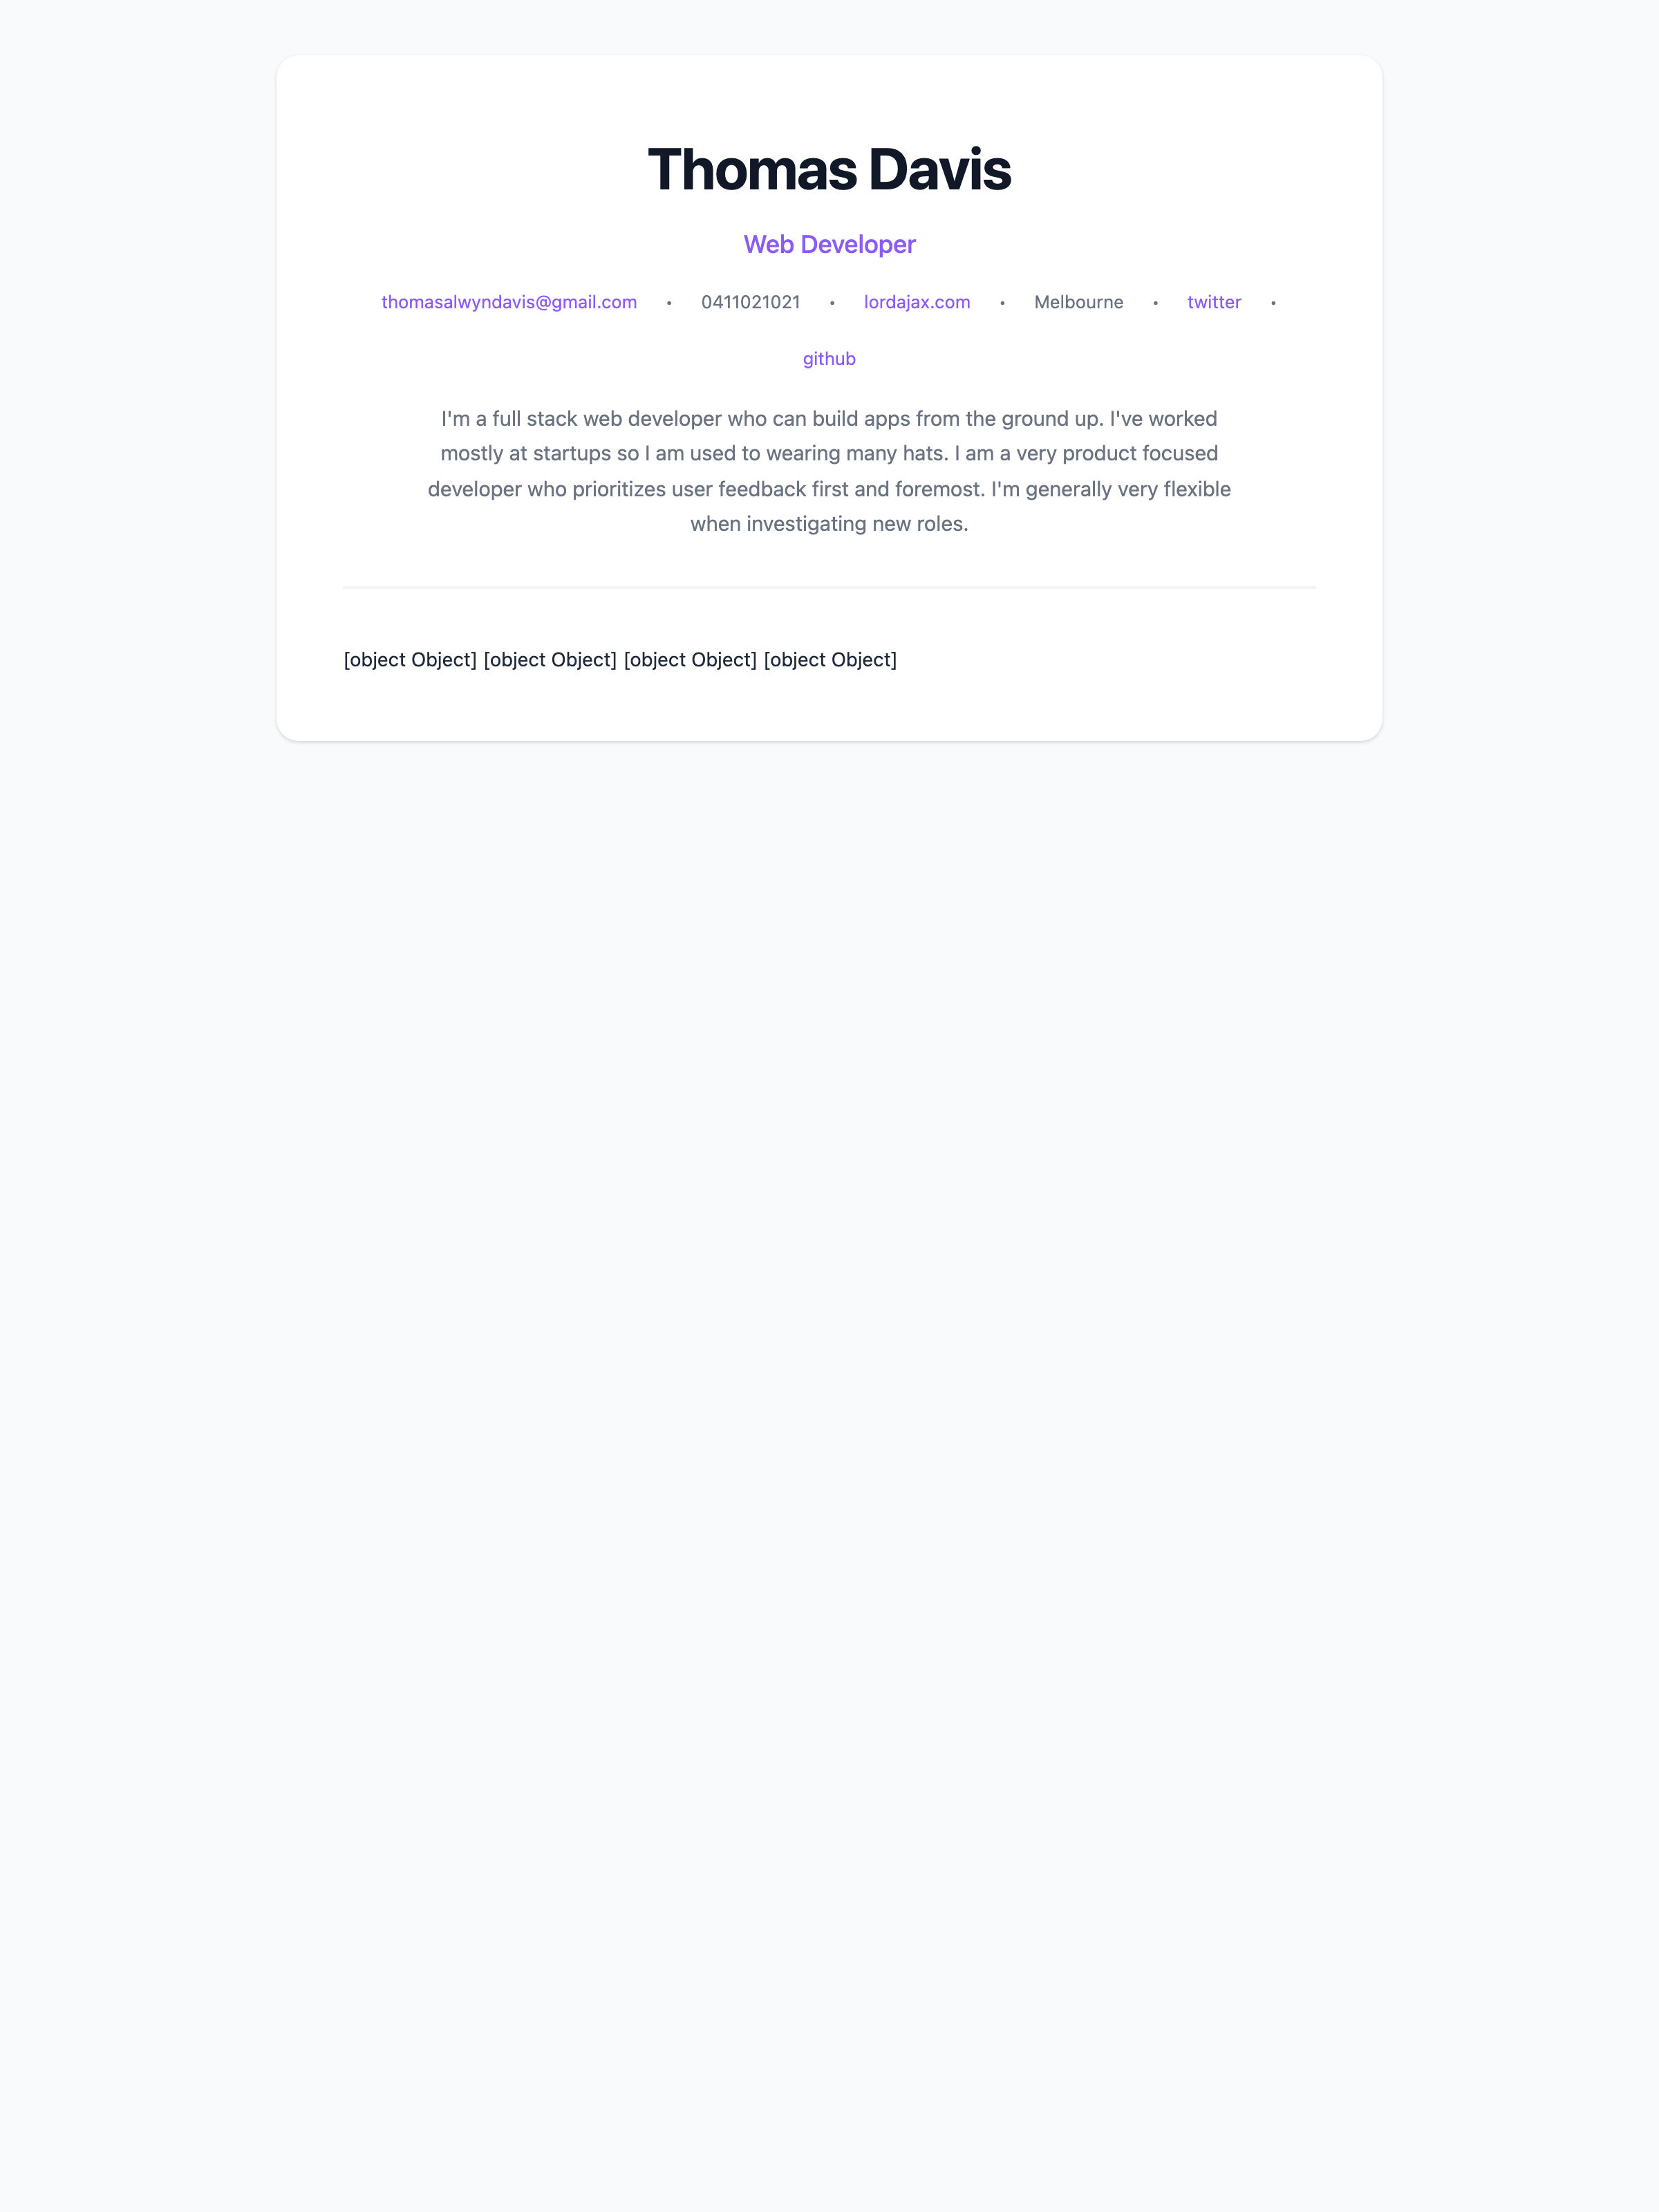 Thomas Davis
Web Developer
thomasalwyndavis@gmail.com • 0411021021 • lordajax.com • Melbourne • twitter •
github
I'm a full stack web developer who can build apps from the ground up. I've worked
mostly at startups so I am used to wearing many hats. I am a very product focused
developer who prioritizes user feedback first and foremost. I'm generally very flexible
when investigating new roles.
[object Object] [object Object] [object Object] [object Object]